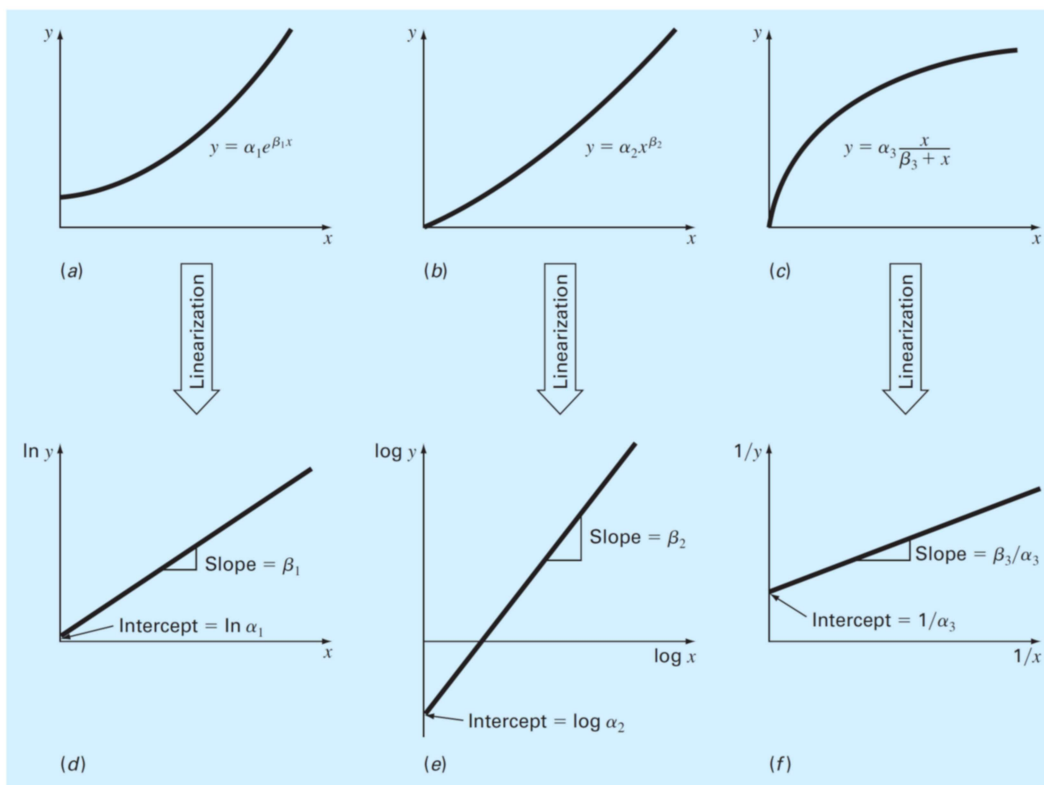 y
y = α₁e^{β₁x}
x
(a)
y
y = α₂x^{β₂}
x
(b)
y
y = α₃ x / (β₃ + x)
x
(c)
Linearization
Linearization
Linearization
ln y
Slope = β₁
Intercept = ln α₁
x
(d)
log y
Slope = β₂
log x
Intercept = log α₂
(e)
1/y
Slope = β₃/α₃
Intercept = 1/α₃
1/x
(f)